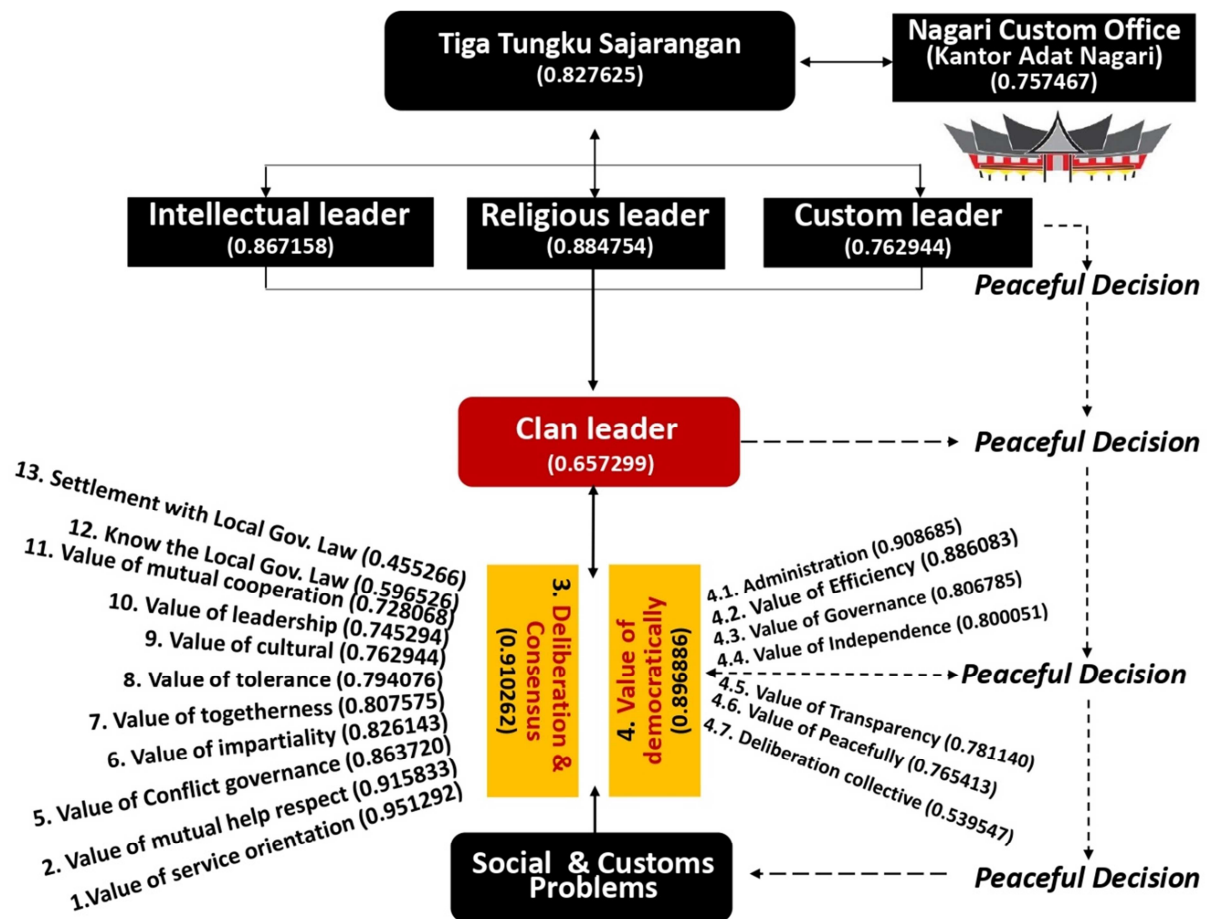 Tiga Tungku Sajarangan
(0.827625)
Nagari Custom Office
(Kantor Adat Nagari)
(0.757467)
Intellectual leader
(0.867158)
Religious leader
(0.884754)
Custom leader
(0.762944)
Peaceful Decision
Clan leader
(0.657299)
Peaceful Decision
13. Settlement with Local Gov. Law (0.455266)
12. Know the Local Gov. Law (0.596526)
11. Value of mutual cooperation (0.728068)
10. Value of leadership (0.745294)
9. Value of cultural (0.762944)
8. Value of tolerance (0.794076)
7. Value of togetherness (0.807575)
6. Value of impartiality (0.826143)
5. Value of Conflict governance (0.863720)
2. Value of mutual help respect (0.915833)
1.Value of service orientation (0.951292)
3. Deliberation &
Consensus
(0.910262)
4. Value of
democratically
(0.896886)
4.1. Administration (0.908685)
4.2. Value of Efficiency (0.886083)
4.3. Value of Governance (0.806785)
4.4. Value of Independence (0.800051)
Peaceful Decision
4.5. Value of Transparency (0.781140)
4.6. Value of Peacefully (0.765413)
4.7. Deliberation collective (0.539547)
Social & Customs
Problems
Peaceful Decision